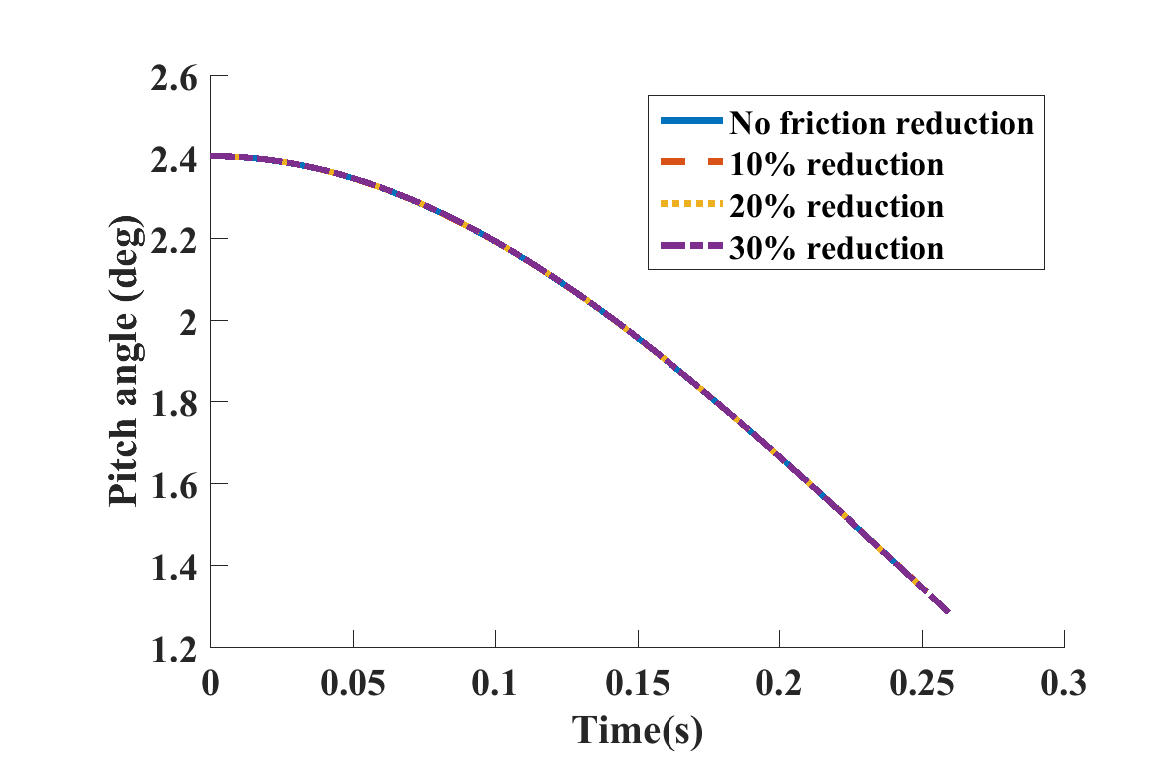 2.6
2.4
2.2
2
1.8
1.6
1.4
1.2
Pitch angle (deg)
No friction reduction
10% reduction
20% reduction
30% reduction
0 0.05 0.1 0.15 0.2 0.25 0.3
Time(s)